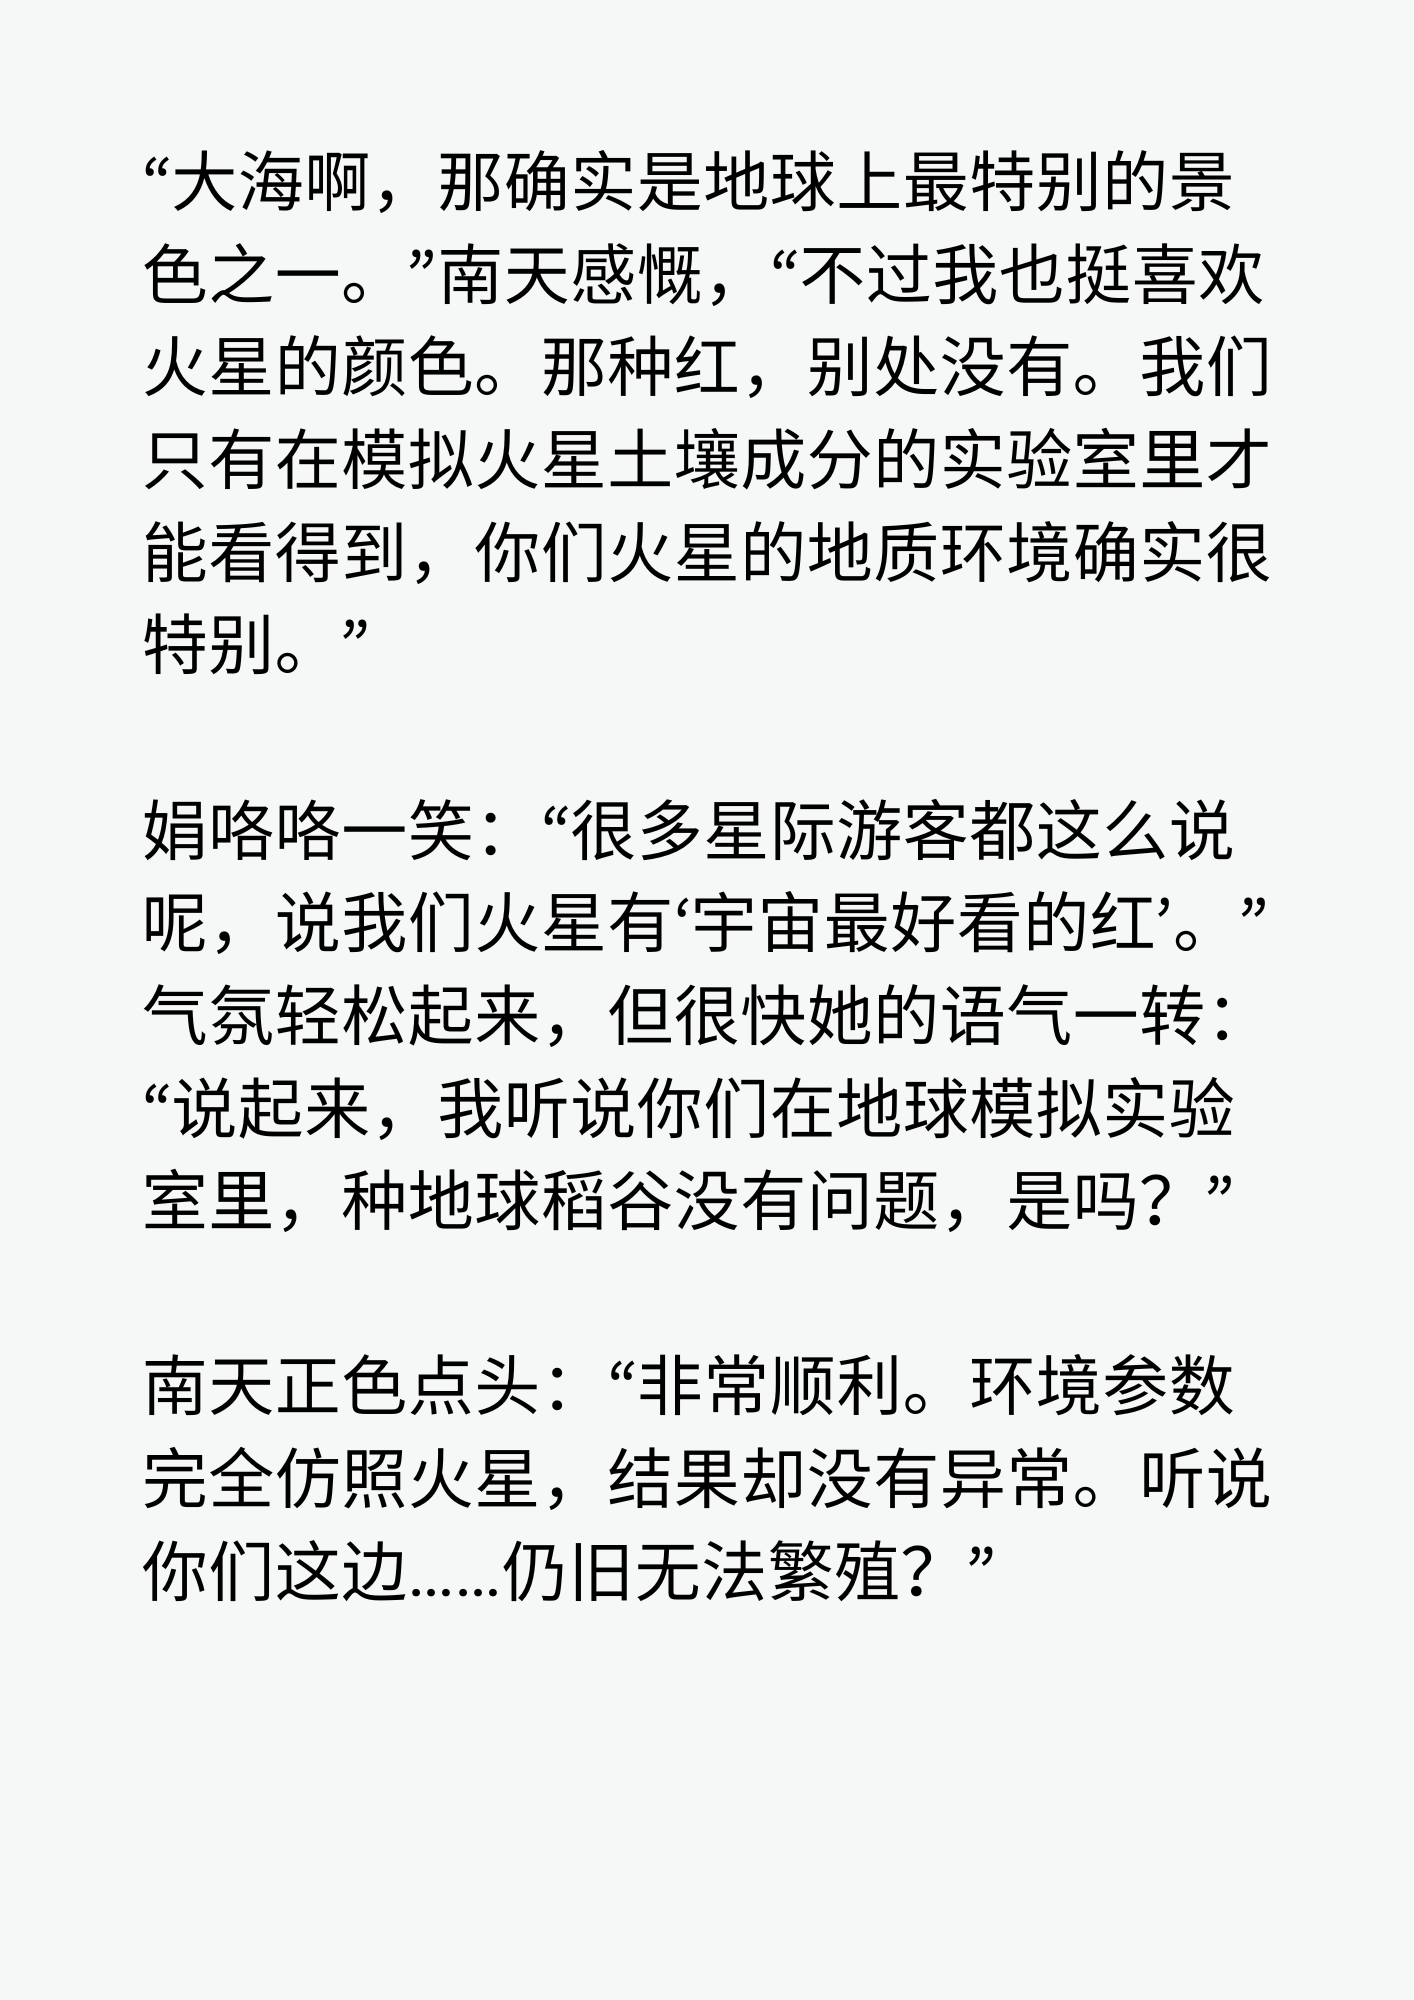 “大海啊，那确实是地球上最特别的景
色之一。”南天感慨，“不过我也挺喜欢
火星的颜色。那种红，别处没有。我们
只有在模拟火星土壤成分的实验室里才
能看得到，你们火星的地质环境确实很
特别。”
娟咯咯一笑：“很多星际游客都这么说
呢，说我们火星有‘宇宙最好看的红’。”
气氛轻松起来，但很快她的语气一转：
“说起来，我听说你们在地球模拟实验
室里，种地球稻谷没有问题，是吗？”
南天正色点头：“非常顺利。环境参数
完全仿照火星，结果却没有异常。听说
你们这边……仍旧无法繁殖？”